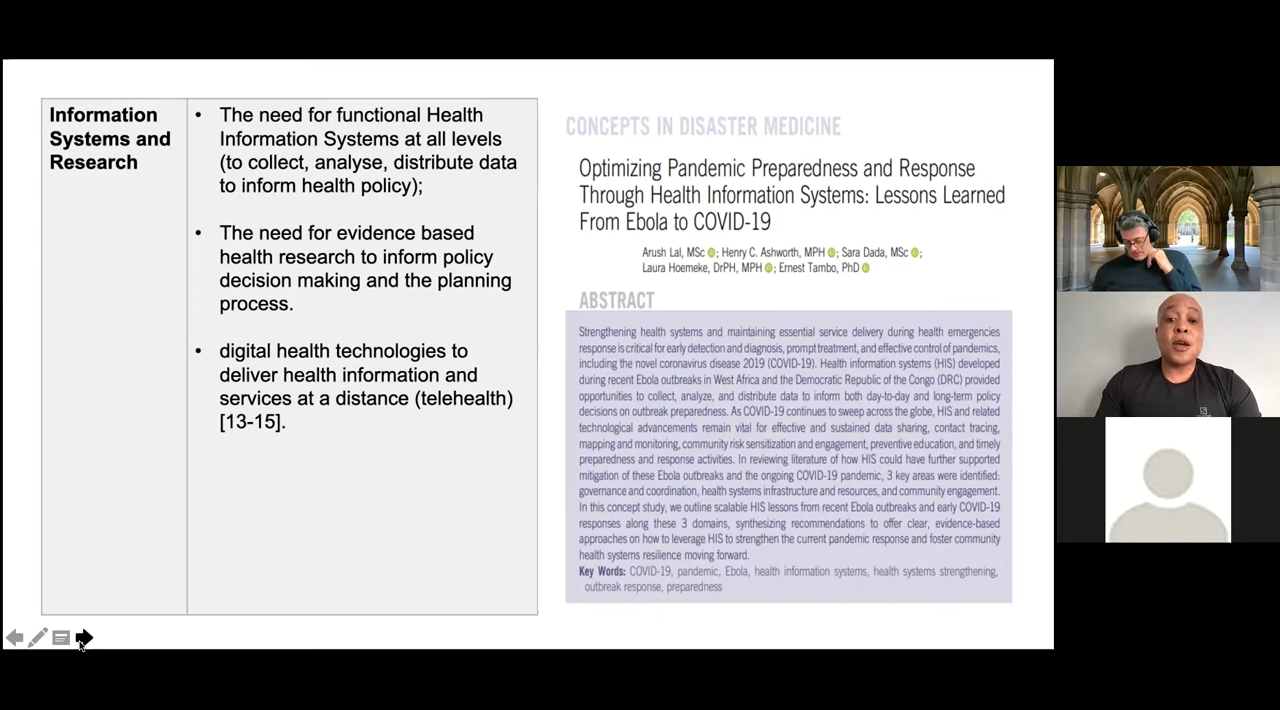 Information
Systems and
Research
• The need for functional Health
Information Systems at all levels
(to collect, analyse, distribute data
to inform health policy);
• The need for evidence based
health research to inform policy
decision making and the planning
process.
• digital health technologies to
deliver health information and
services at a distance (telehealth)
[13-15].
CONCEPTS IN DISASTER MEDICINE
Optimizing Pandemic Preparedness and Response
Through Health Information Systems: Lessons Learned
From Ebola to COVID-19
Arush Lal, MSc; Henry C. Ashworth, MPH; Sara Dada, MSc;
Laura Hoemeke, DrPH, MPH; Ernest Tambo, PhD
ABSTRACT
Strengthening health systems and maintaining essential service delivery during health emergencies
response is critical for early detection and diagnosis, prompt treatment, and effective control of pandemics,
including the novel coronavirus disease 2019 (COVID-19). Health information systems (HIS) developed
during recent Ebola outbreaks in West Africa and the Democratic Republic of the Congo (DRC) provided
opportunities to collect, analyze, and distribute data to inform both day-to-day and long-term policy
decisions on outbreak preparedness. As COVID-19 continues to sweep across the globe, HIS and related
technological advancements remain vital for effective and sustained data sharing, contact tracing,
mapping and monitoring, community risk sensitization and engagement, preventive education, and timely
preparedness and response activities. In reviewing literature of how HIS could have further supported
mitigation of these Ebola outbreaks and the ongoing COVID-19 pandemic, 3 key areas were identified:
governance and coordination, health systems infrastructure and resources, and community engagement.
In this concept study, we outline scalable HIS lessons from recent Ebola outbreaks and early COVID-19
responses along these 3 domains, synthesizing recommendations to offer clear, evidence-based
approaches on how to leverage HIS to strengthen the current pandemic response and foster community
health systems resilience moving forward.
Key Words: COVID-19, pandemic, Ebola, health information systems, health systems strengthening,
outbreak response, preparedness